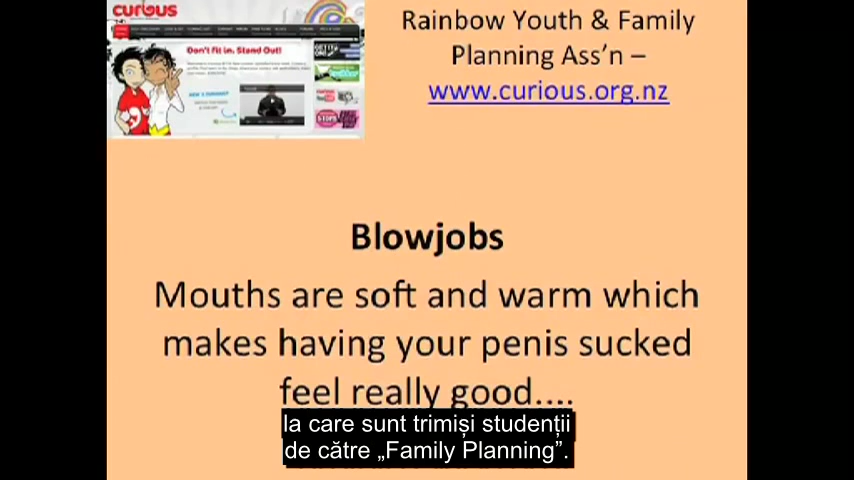 curious
Don't fit in. Stand Out!
Rainbow Youth & Family
Planning Ass'n –
www.curious.org.nz
Blowjobs
Mouths are soft and warm which
makes having your penis sucked
feel really good....
la care sunt trimiși studenții
de către „Family Planning”.